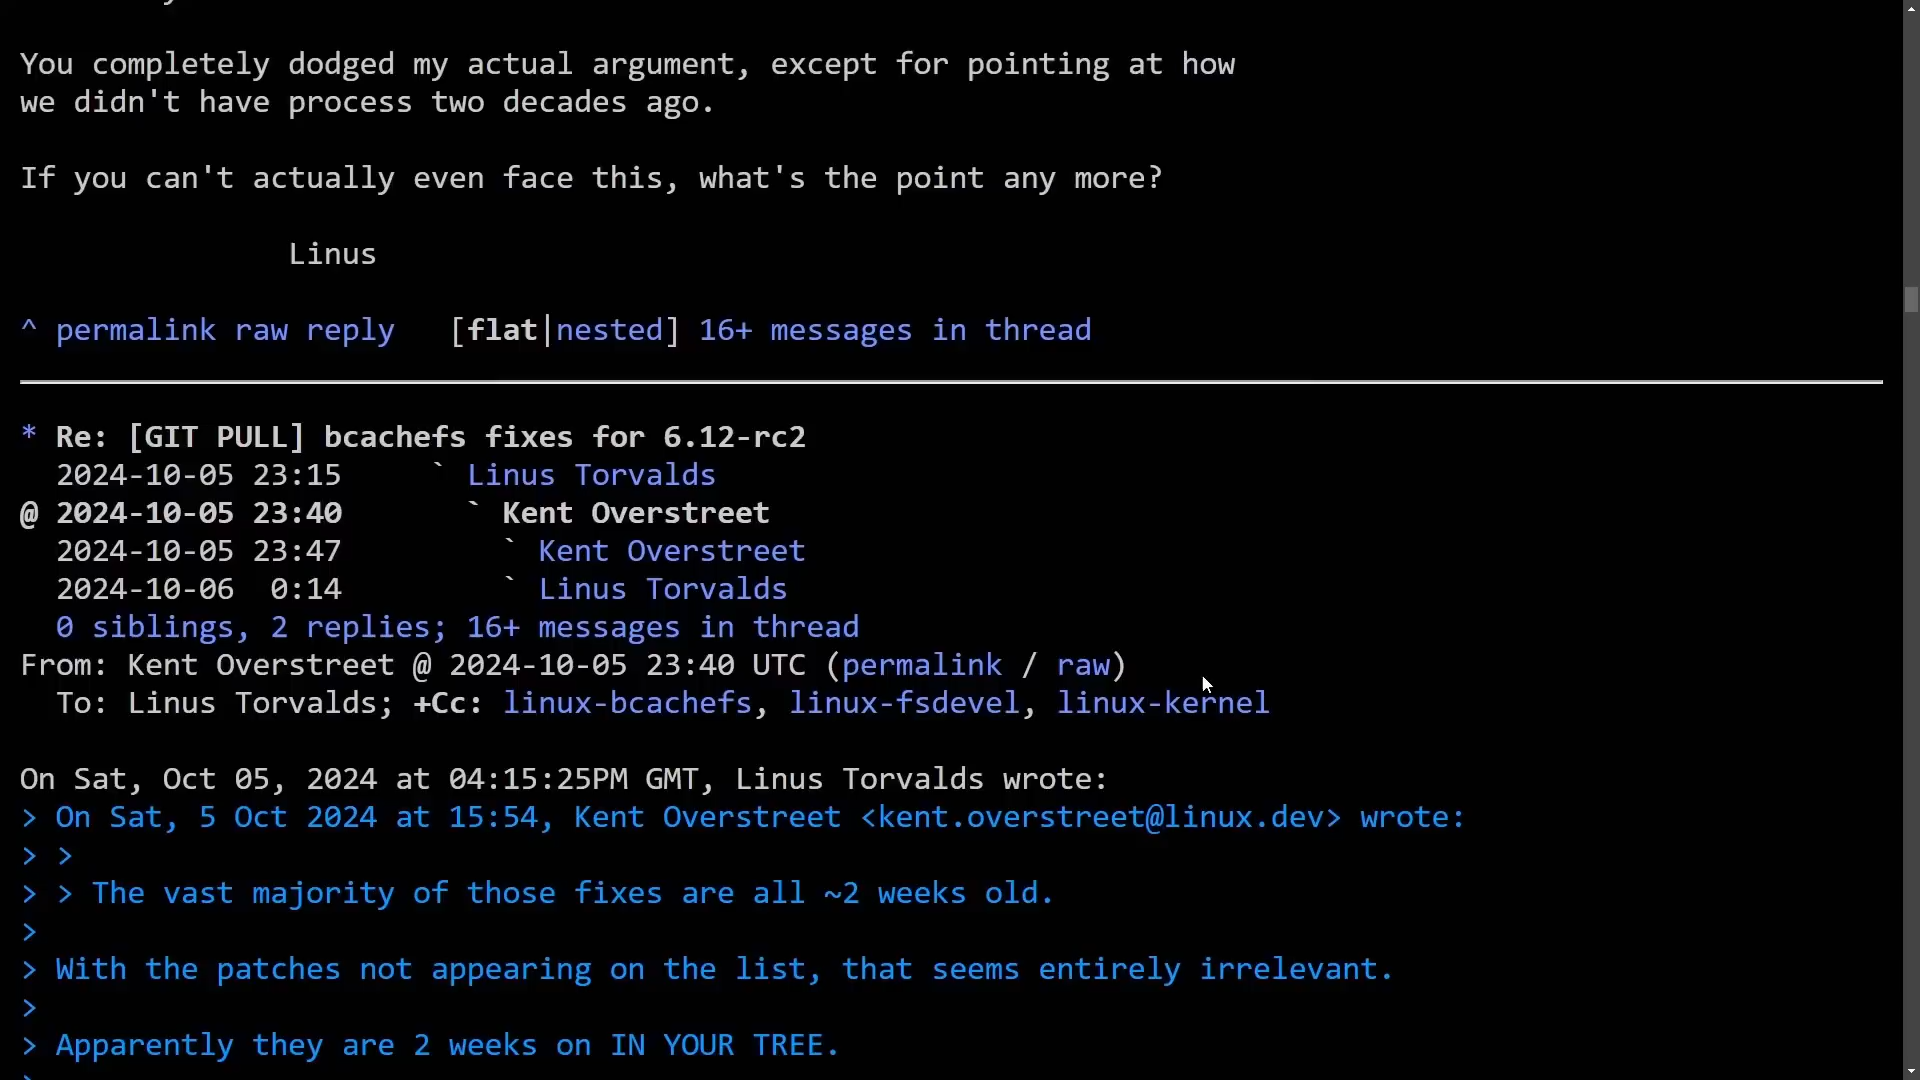 You completely dodged my actual argument, except for pointing at how
we didn't have process two decades ago.
If you can't actually even face this, what's the point any more?
Linus
^ permalink raw reply [flat|nested] 16+ messages in thread
* Re: [GIT PULL] bcachefs fixes for 6.12-rc2
2024-10-05 23:15 ` Linus Torvalds
@ 2024-10-05 23:40 ` Kent Overstreet
2024-10-05 23:47 ` Kent Overstreet
2024-10-06 0:14 ` Linus Torvalds
0 siblings, 2 replies; 16+ messages in thread
From: Kent Overstreet @ 2024-10-05 23:40 UTC (permalink / raw)
To: Linus Torvalds; +Cc: linux-bcachefs, linux-fsdevel, linux-kernel
On Sat, Oct 05, 2024 at 04:15:25PM GMT, Linus Torvalds wrote:
> On Sat, 5 Oct 2024 at 15:54, Kent Overstreet <kent.overstreet@linux.dev> wrote:
> >
> > The vast majority of those fixes are all ~2 weeks old.
>
> With the patches not appearing on the list, that seems entirely irrelevant.
>
> Apparently they are 2 weeks on IN YOUR TREE.